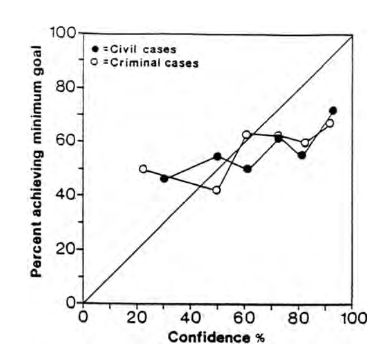 100
● =Civil cases
○ =Criminal cases
80
60
40
20
0
Percent achieving minimum goal
0 20 40 60 80 100
Confidence %